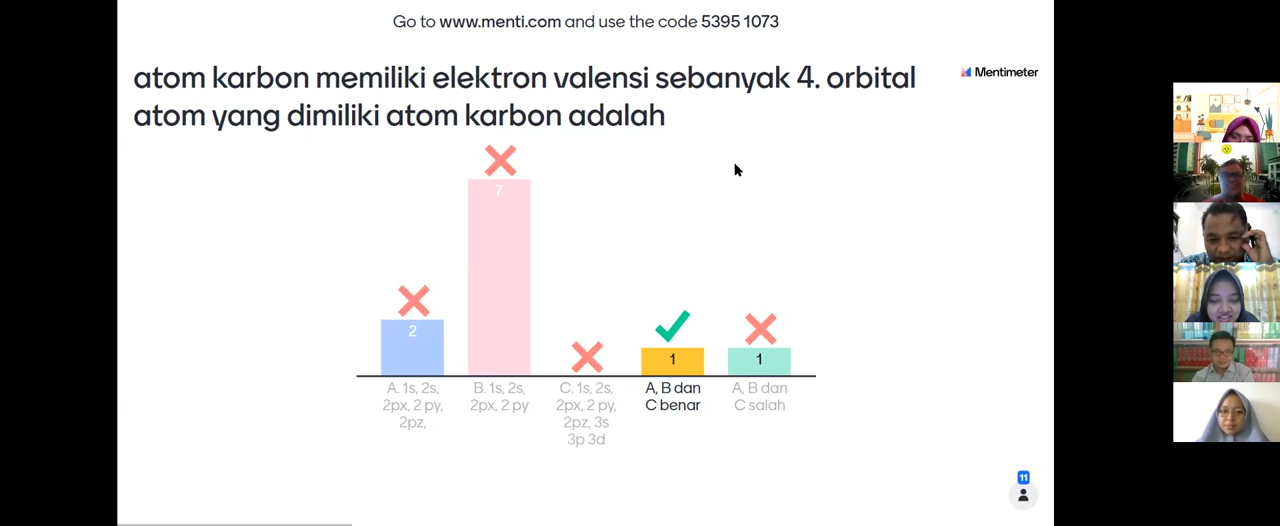 Go to www.menti.com and use the code 5395 1073
atom karbon memiliki elektron valensi sebanyak 4. orbital
atom yang dimiliki atom karbon adalah
Mentimeter
2
7
1
1
A. 1s, 2s,
2px, 2 py,
2pz,
B. 1s, 2s,
2px, 2 py
C. 1s, 2s,
2px, 2 py,
2pz, 3s
3p 3d
A, B dan
C benar
A, B dan
C salah
11